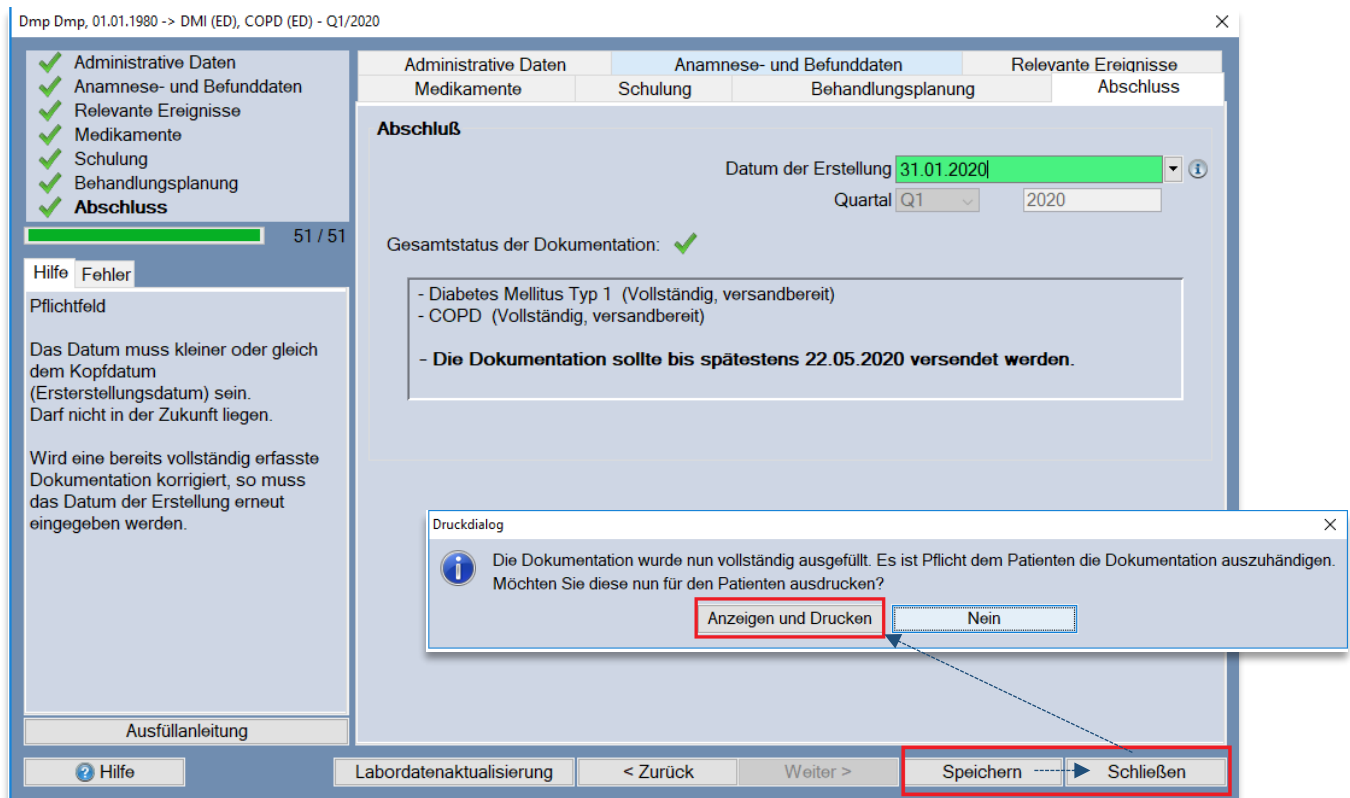 Dmp Dmp, 01.01.1980 -> DMI (ED), COPD (ED) - Q1/2020
Administrative Daten
Anamnese- und Befunddaten
Relevante Ereignisse
Medikamente
Schulung
Behandlungsplanung
Abschluss
51 / 51
Hilfe Fehler
Pflichtfeld
Das Datum muss kleiner oder gleich
dem Kopfdatum
(Ersterstellungsdatum) sein.
Darf nicht in der Zukunft liegen.
Wird eine bereits vollständig erfasste
Dokumentation korrigiert, so muss
das Datum der Erstellung erneut
eingegeben werden.
Ausfüllanleitung
Administrative Daten Anamnese- und Befunddaten Relevante Ereignisse
Medikamente Schulung Behandlungsplanung Abschluss
Abschluß
Datum der Erstellung 31.01.2020
Quartal Q1 2020
Gesamtstatus der Dokumentation:
- Diabetes Mellitus Typ 1 (Vollständig, versandbereit)
- COPD (Vollständig, versandbereit)
- Die Dokumentation sollte bis spätestens 22.05.2020 versendet werden.
Druckdialog
Die Dokumentation wurde nun vollständig ausgefüllt. Es ist Pflicht dem Patienten die Dokumentation auszuhändigen.
Möchten Sie diese nun für den Patienten ausdrucken?
Anzeigen und Drucken Nein
Hilfe Labordatenaktualisierung < Zurück Weiter > Speichern Schließen